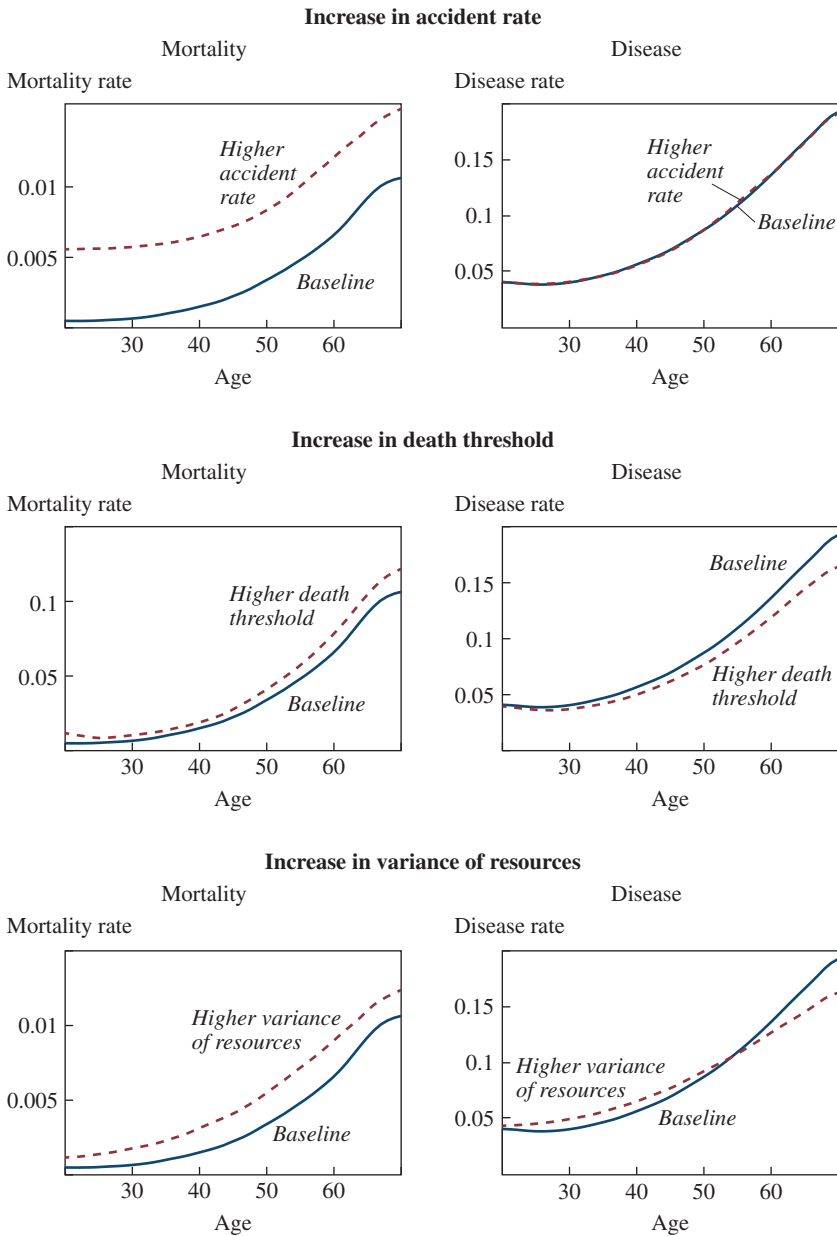 Increase in accident rate
Mortality
Disease
Mortality rate
Disease rate
0.01
0.005
Higher
accident
rate
Baseline
30
40
50
60
Age
0.15
0.1
0.05
Higher
accident
rate
Baseline
30
40
50
60
Age
Increase in death threshold
Mortality
Disease
Mortality rate
Disease rate
0.1
0.05
Higher death
threshold
Baseline
30
40
50
60
Age
0.15
0.1
0.05
Baseline
Higher death
threshold
30
40
50
60
Age
Increase in variance of resources
Mortality
Disease
Mortality rate
Disease rate
0.01
0.005
Higher variance
of resources
Baseline
30
40
50
60
Age
0.15
0.1
0.05
Higher variance
of resources
Baseline
30
40
50
60
Age